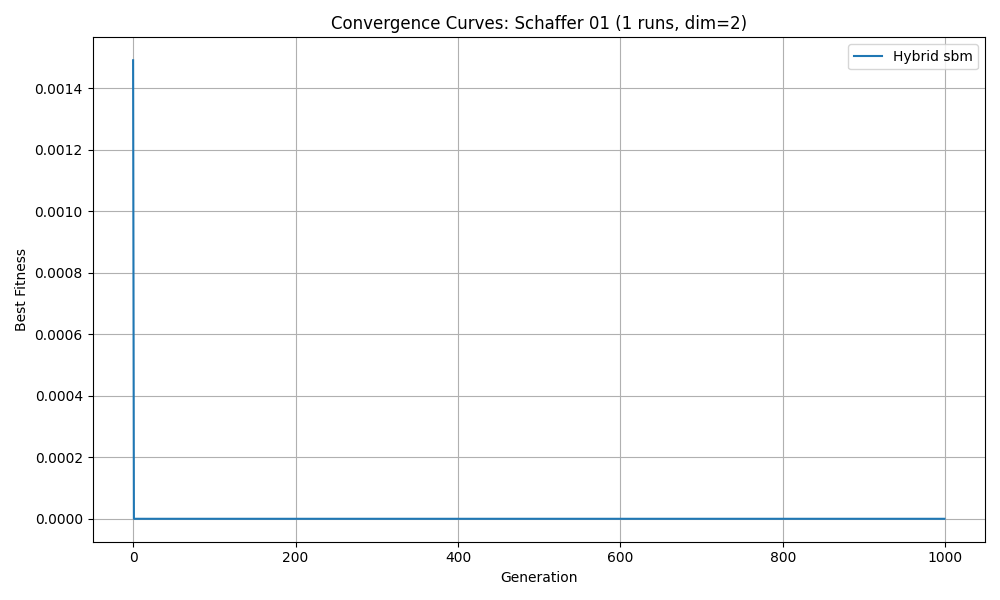 Convergence Curves: Schaffer 01 (1 runs, dim=2)
Hybrid sbm
Best Fitness
0.0014
0.0012
0.0010
0.0008
0.0006
0.0004
0.0002
0.0000
0 200 400 600 800 1000
Generation